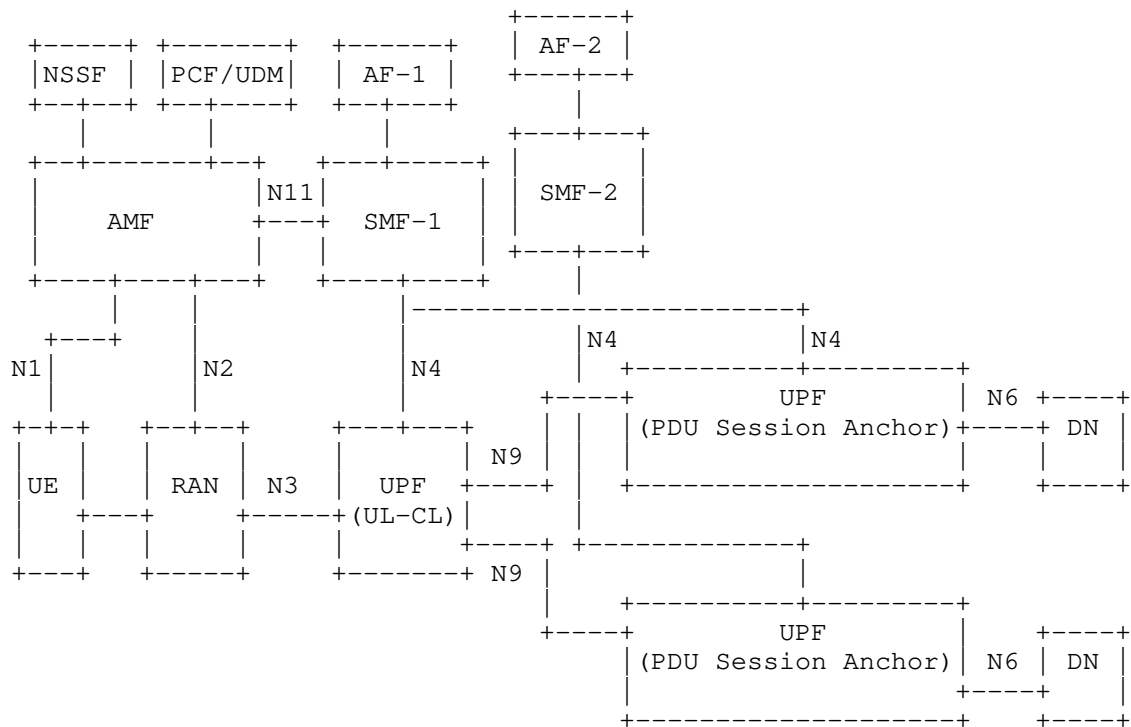 AF-2
NSSF PCF/UDM AF-1
N11
SMF-2
AMF SMF-1
N4 N4
N1 N2 N4
UPF N6
(PDU Session Anchor) DN
N9
UE RAN N3 UPF
(UL-CL)
N9
UPF
(PDU Session Anchor) N6 DN